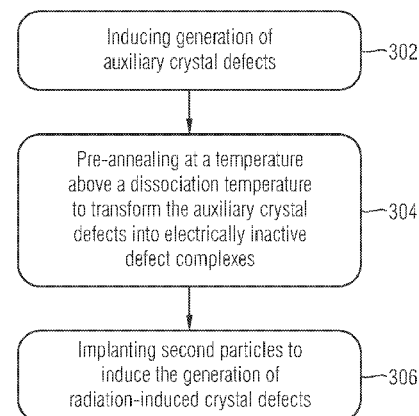 Inducing generation of
auxiliary crystal defects
302
Pre-annealing at a temperature
above a dissociation temperature
to transform the auxiliary crystal
defects into electrically inactive
defect complexes
304
Implanting second particles to
induce the generation of
radiation-induced crystal defects
306